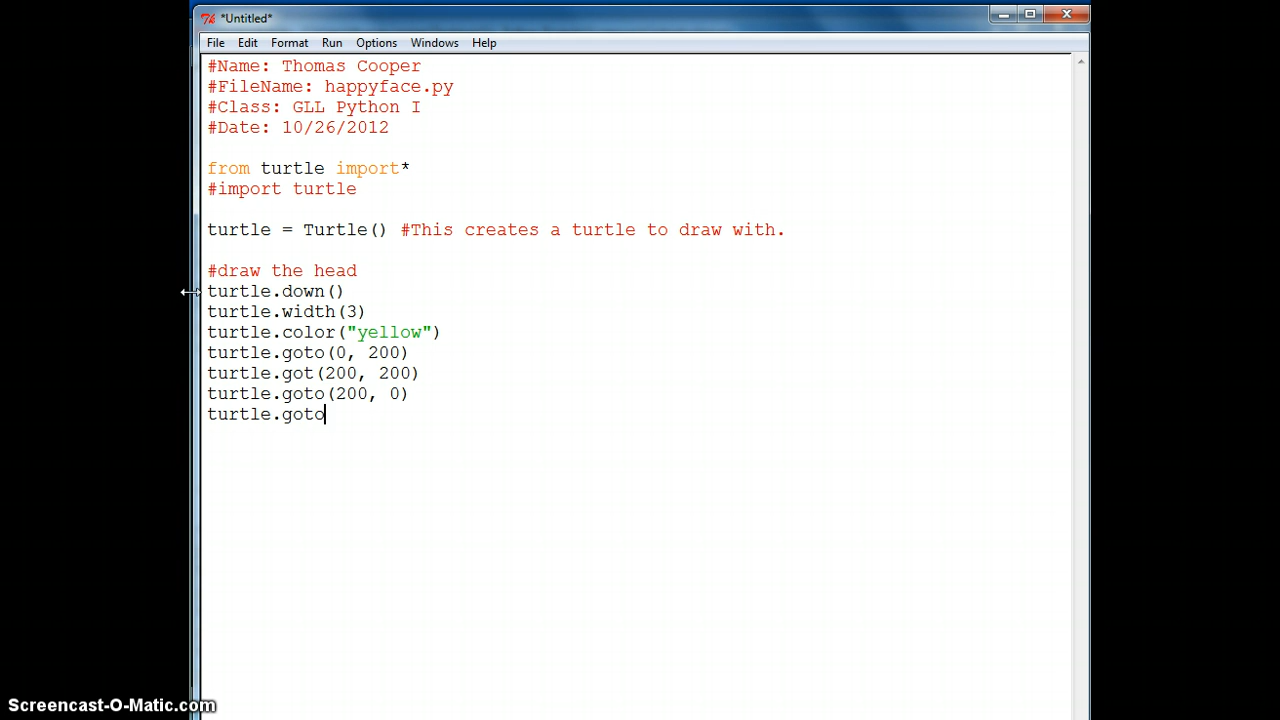 *Untitled*
File Edit Format Run Options Windows Help
#Name: Thomas Cooper
#FileName: happyface.py
#Class: GLL Python I
#Date: 10/26/2012
from turtle import*
#import turtle
turtle = Turtle() #This creates a turtle to draw with.
#draw the head
turtle.down()
turtle.width(3)
turtle.color("yellow")
turtle.goto(0, 200)
turtle.got(200, 200)
turtle.goto(200, 0)
turtle.goto
Screencast-O-Matic.com